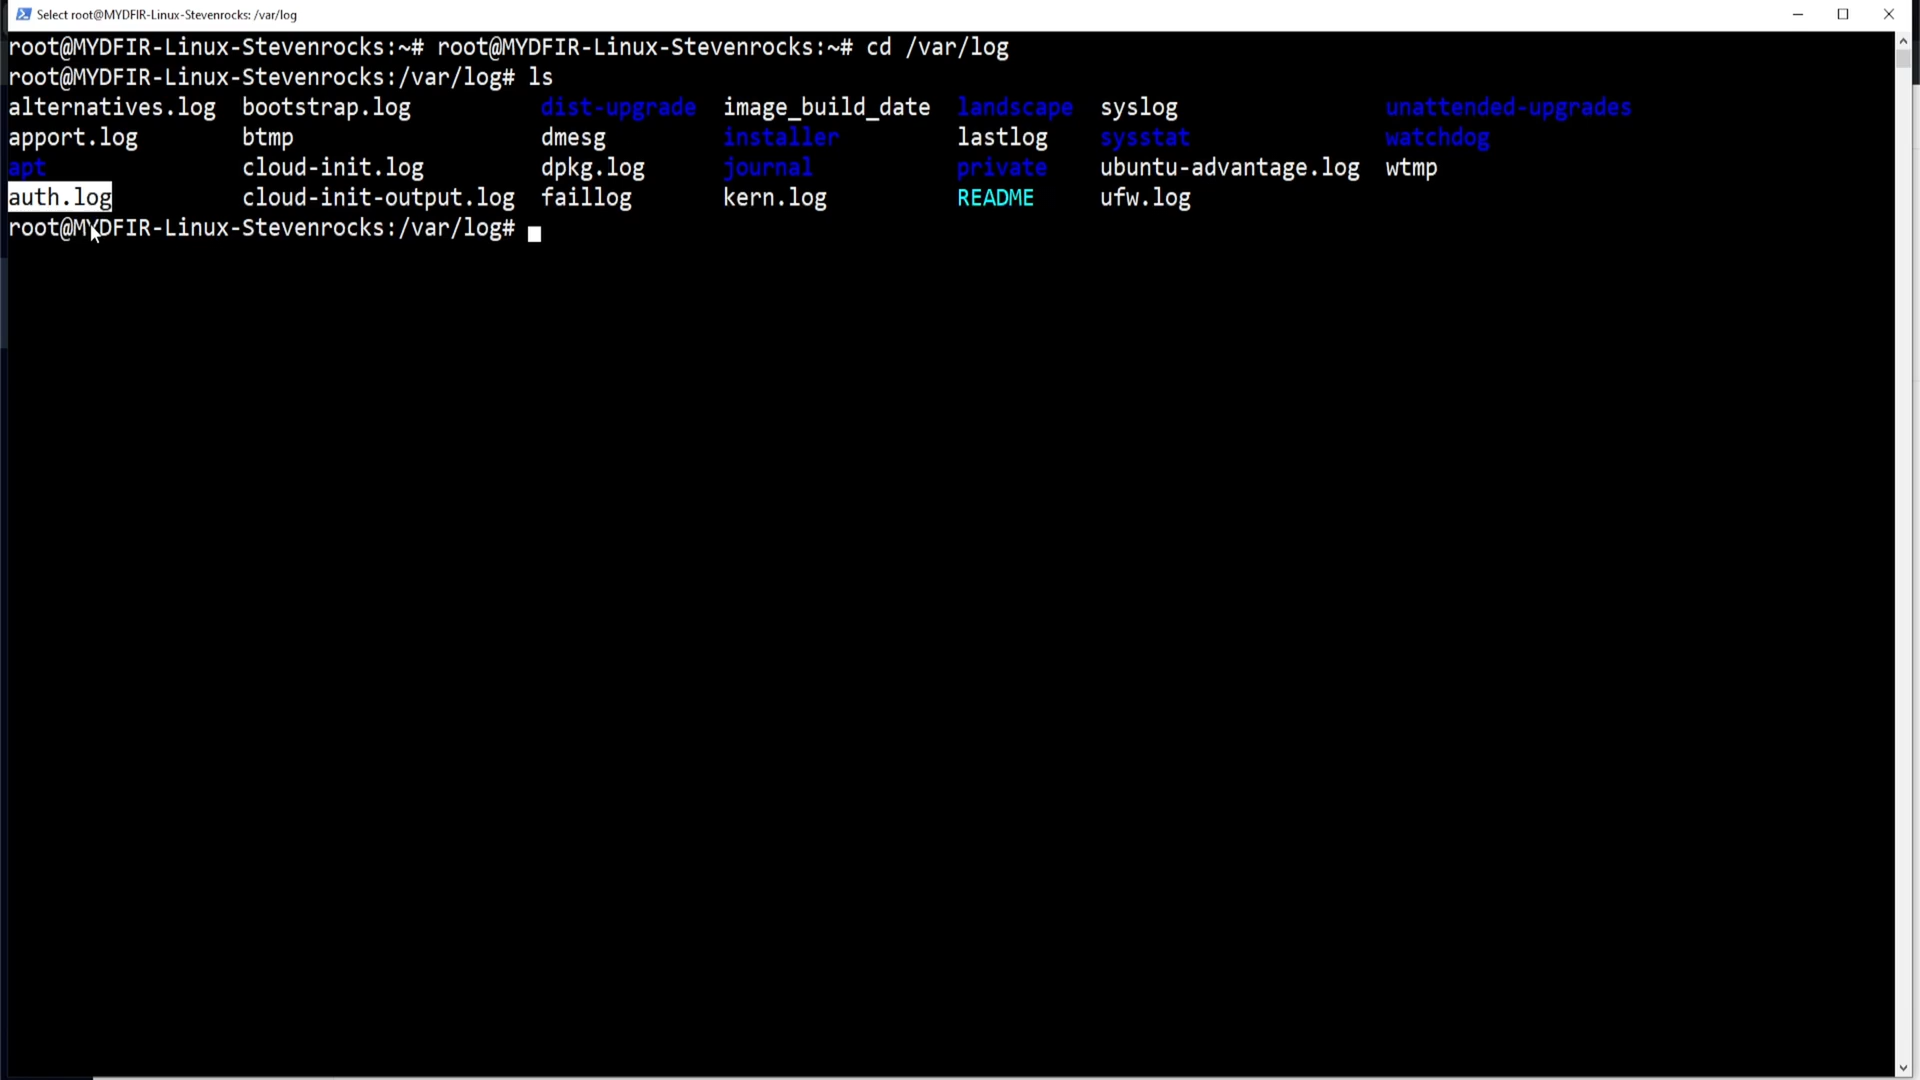 Select root@MYDFIR-Linux-Stevenrocks: /var/log
root@MYDFIR-Linux-Stevenrocks:~# root@MYDFIR-Linux-Stevenrocks:~# cd /var/log
root@MYDFIR-Linux-Stevenrocks:/var/log# ls
alternatives.log  bootstrap.log          dist-upgrade  image_build_date  landscape  syslog                unattended-upgrades
apport.log        btmp                   dmesg         installer         lastlog    sysstat               watchdog
apt               cloud-init.log         dpkg.log      journal           private    ubuntu-advantage.log  wtmp
auth.log          cloud-init-output.log  faillog       kern.log          README     ufw.log
root@MYDFIR-Linux-Stevenrocks:/var/log#